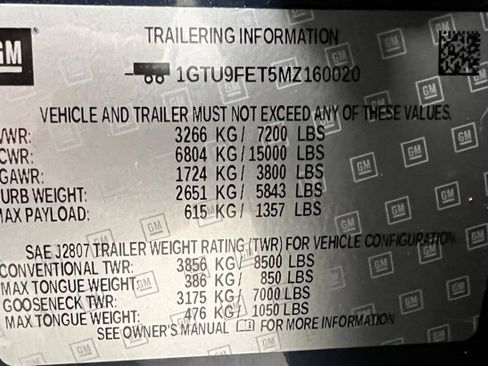 GM
TRAILERING INFORMATION
1GTU9FET5MZ160020
VEHICLE AND TRAILER MUST NOT EXCEED ANY OF THESE VALUES.
VWR: 3266 KG/ 7200 LBS
CWR: 6804 KG/ 15000 LBS
GAWR: 1724 KG/ 3800 LBS
URB WEIGHT: 2651 KG/ 5843 LBS
MAX PAYLOAD: 615 KG/ 1357 LBS
SAE J2807 TRAILER WEIGHT RATING (TWR) FOR VEHICLE CONFIGURATION
CONVENTIONAL TWR: 3856 KG/ 8500 LBS
MAX TONGUE WEIGHT: 386 KG/ 850 LBS
GOOSENECK TWR: 3175 KG/ 7000 LBS
MAX TONGUE WEIGHT: 476 KG/ 1050 LBS
SEE OWNER'S MANUAL FOR MORE INFORMATION